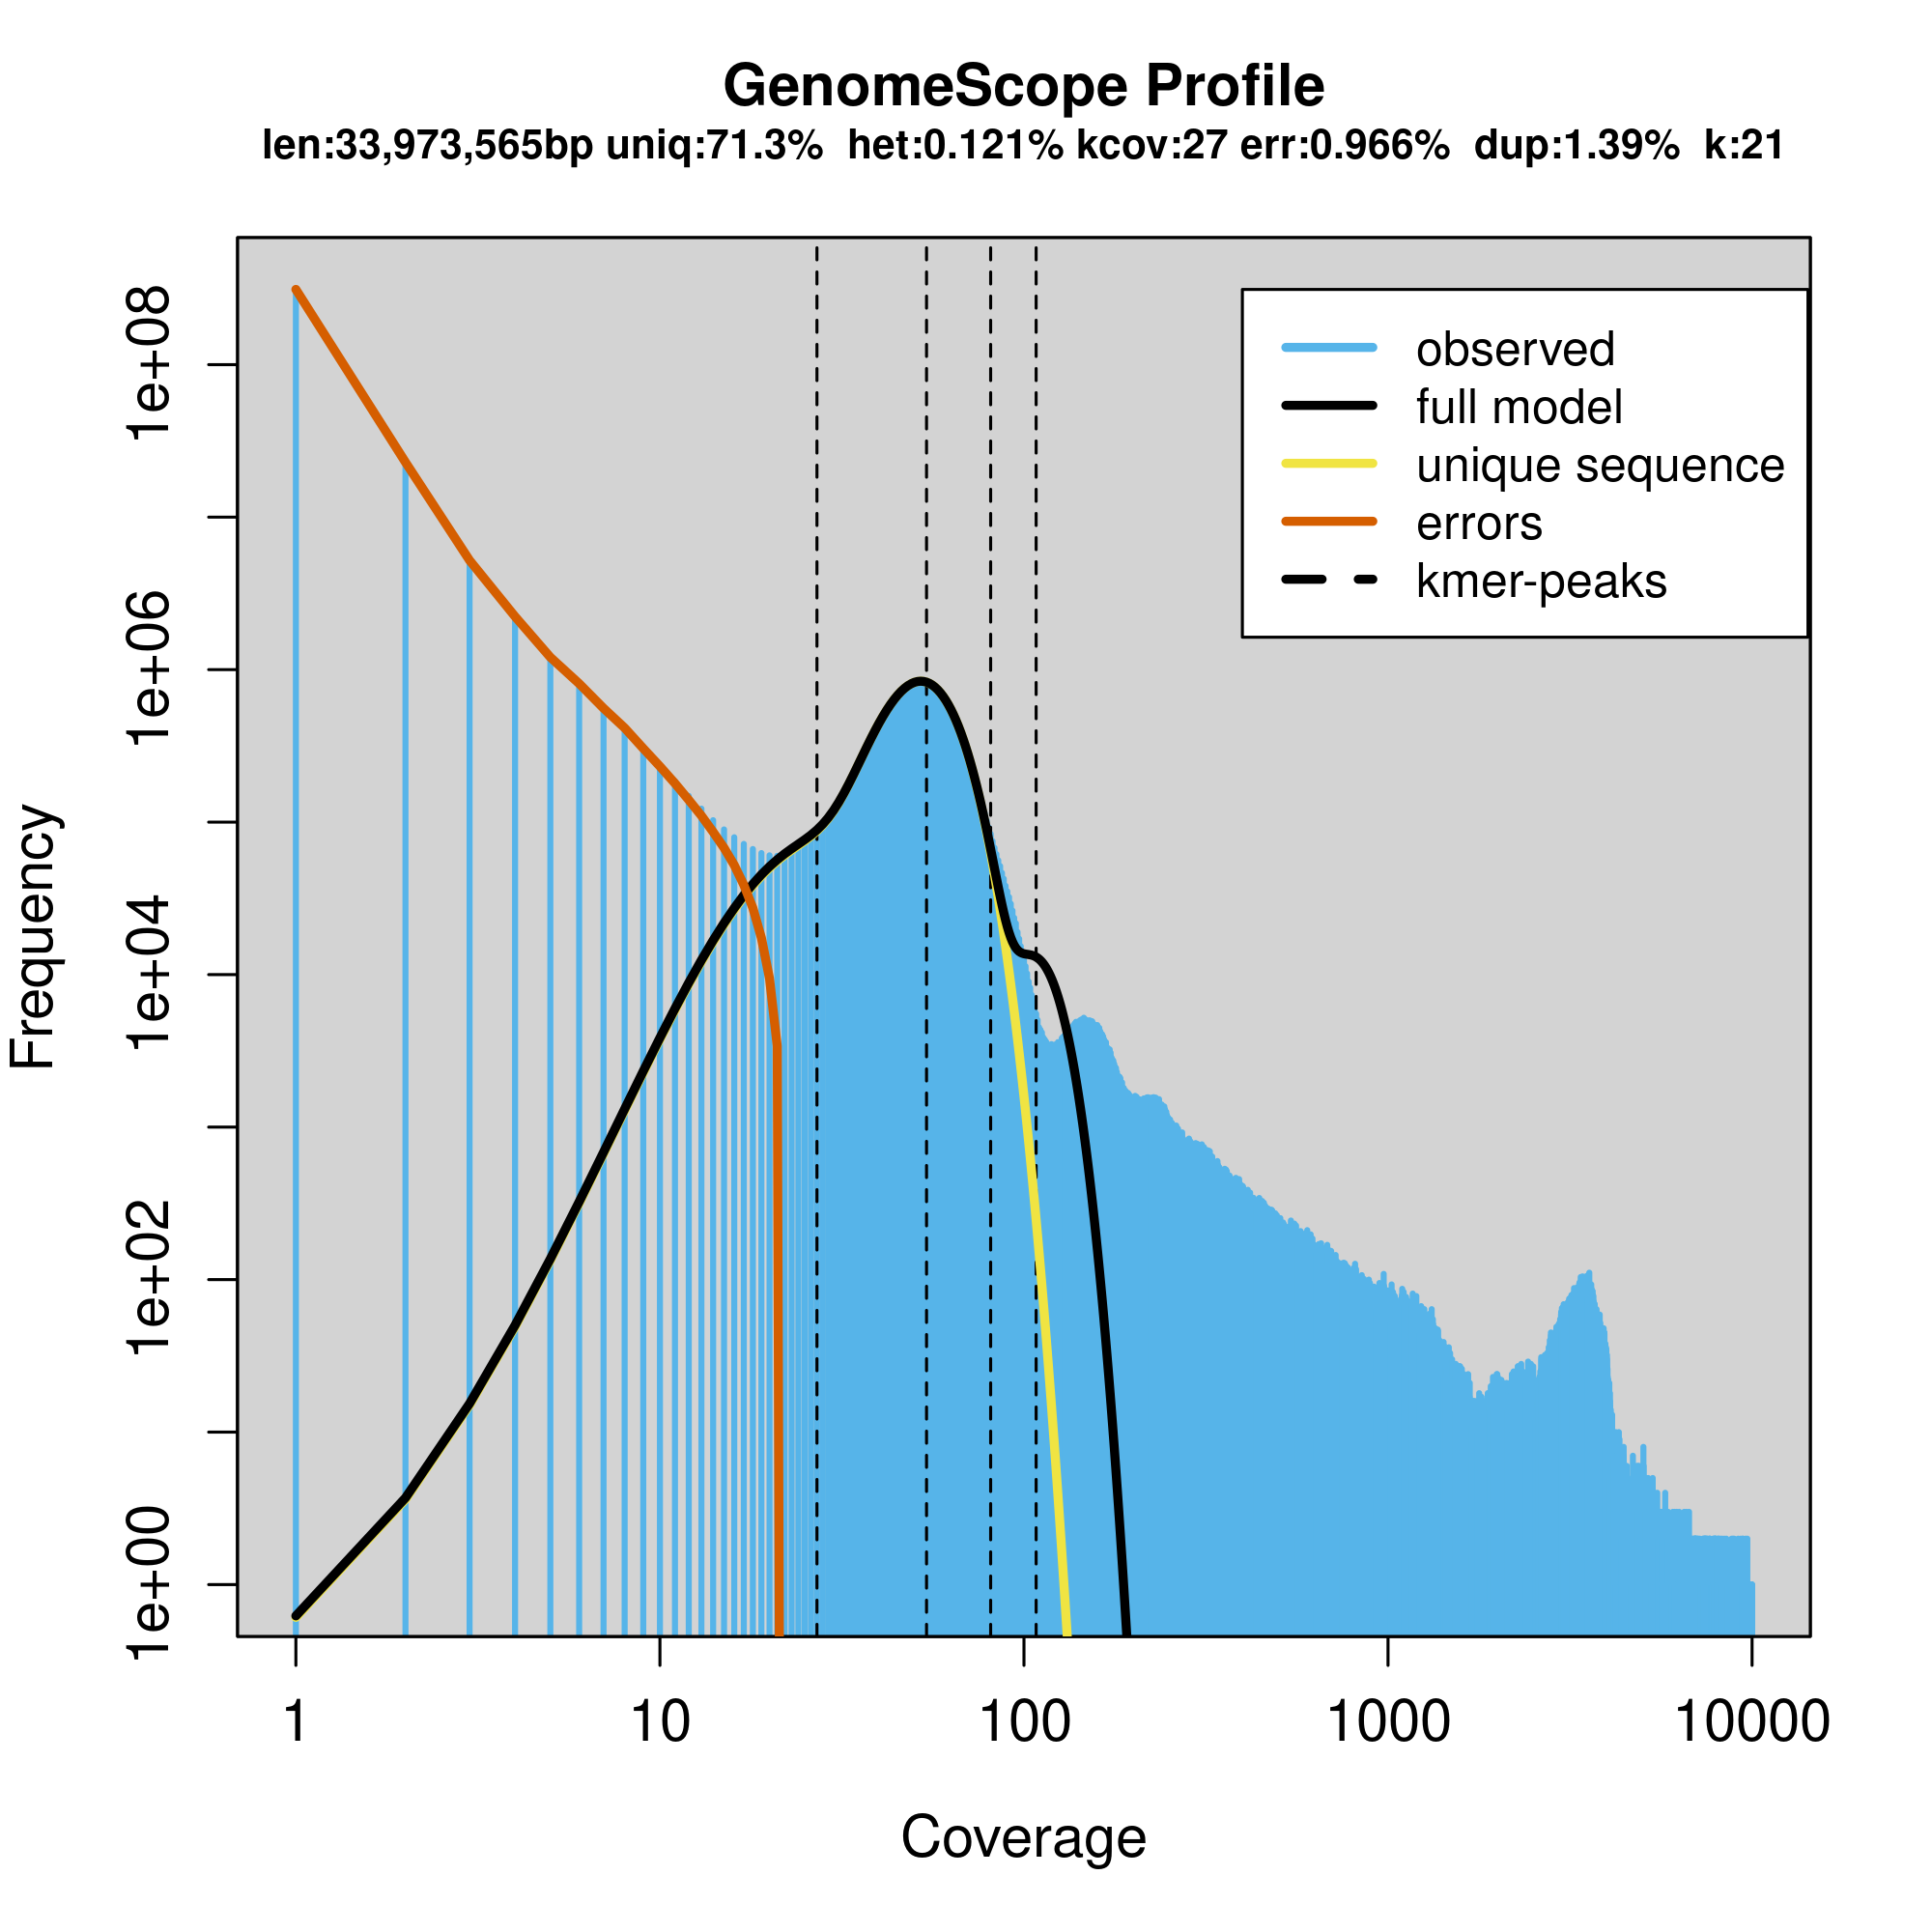 GenomeScope Profile
len:33,973,565bp uniq:71.3% het:0.121% kcov:27 err:0.966% dup:1.39% k:21
observed
full model
unique sequence
errors
kmer-peaks
Frequency
1e+08
1e+06
1e+04
1e+02
1e+00
1 10 100 1000 10000
Coverage